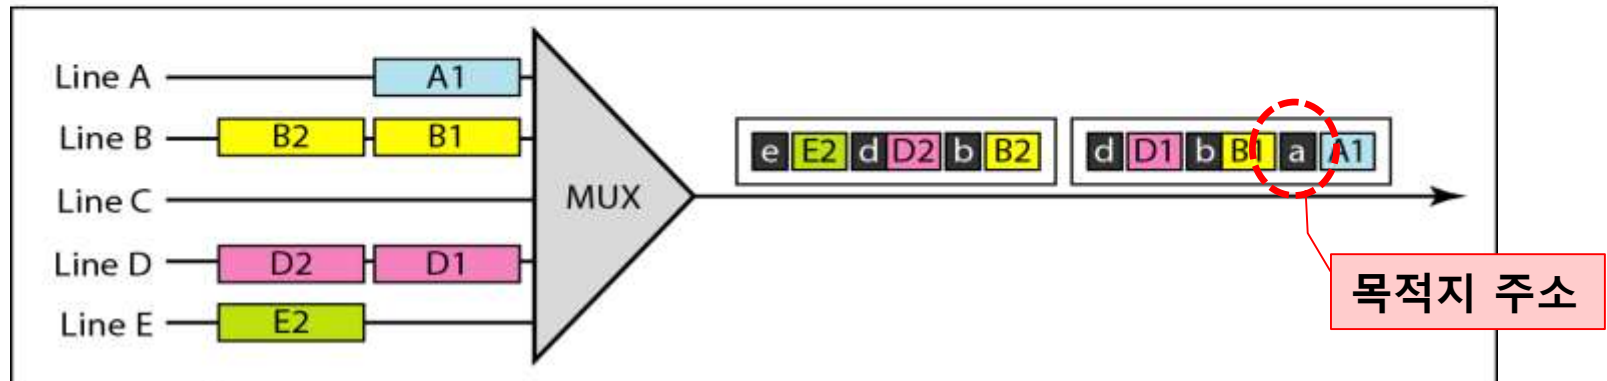 Line A A1
Line B B2 B1
Line C
Line D D2 D1
Line E E2
MUX
e E2 d D2 b B2 d D1 b B1 a A1
목적지 주소